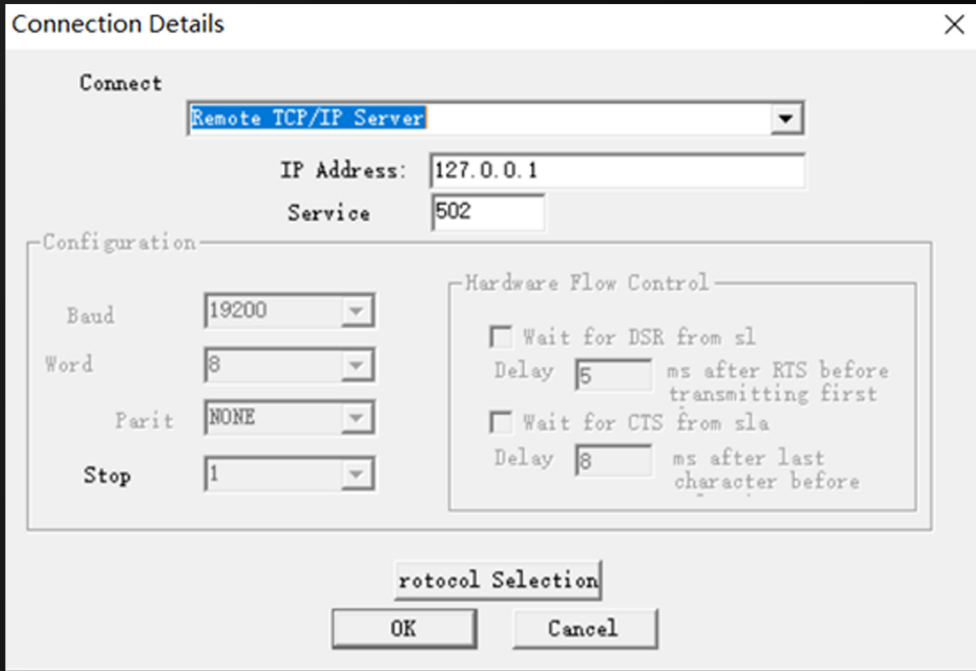 Connection Details
Connect
Remote TCP/IP Server
IP Address: 127.0.0.1
Service 502
Configuration
Baud 19200
Word 8
Parit NONE
Stop 1
Hardware Flow Control
Wait for DSR from sl
Delay 5 ms after RTS before
transmitting first
Wait for CTS from sla
Delay 8 ms after last
character before
rotocol Selection
OK Cancel